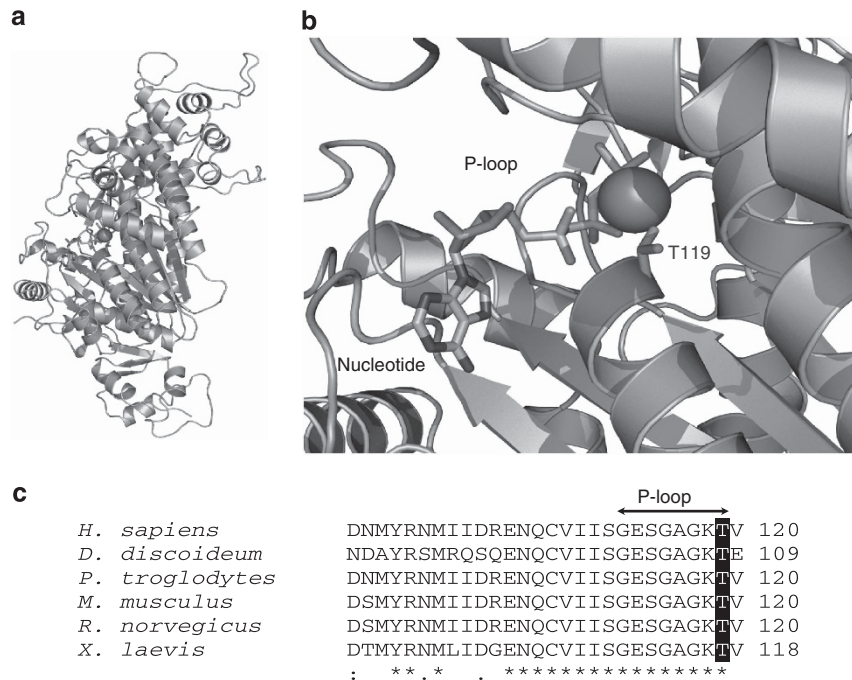 a
b
P-loop
T119
Nucleotide
c
P-loop
H. sapiens DNMYRNMIIDRENQCVIISGESGAGKTV 120
D. discoideum NDAYRSMRQSQENQCVIISGESGAGKTE 109
P. troglodytes DNMYRNMIIDRENQCVIISGESGAGKTV 120
M. musculus DSMYRNMIIDRENQCVIISGESGAGKTV 120
R. norvegicus DSMYRNMIIDRENQCVIISGESGAGKTV 120
X. laevis DTMYRNMLIDGENQCVIISGESGAGKTV 118
: **.* . ****************